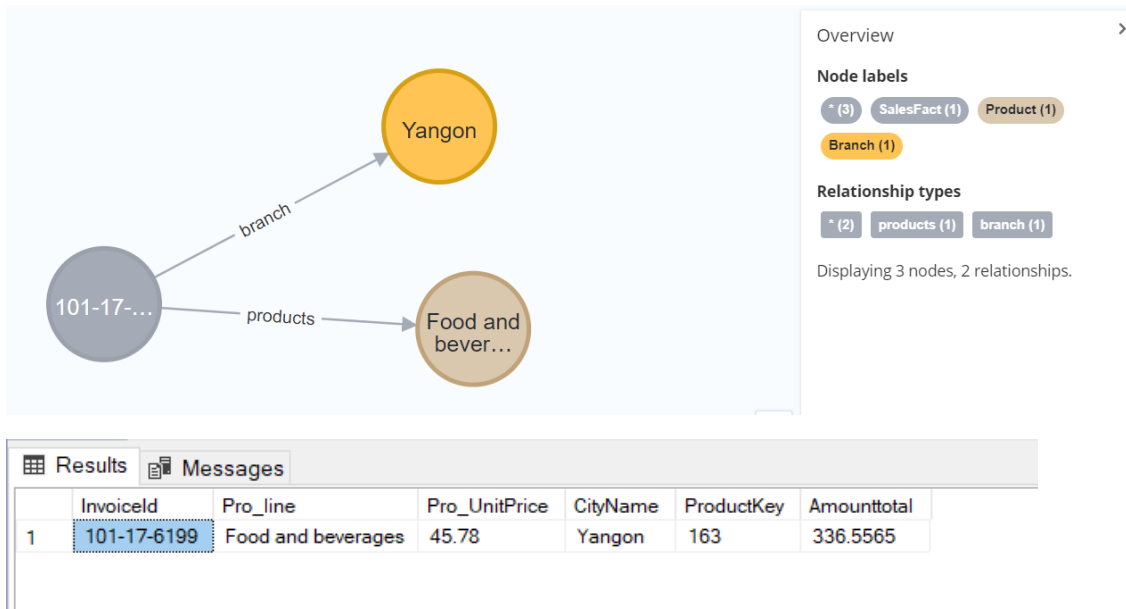 Overview
Node labels
* (3) SalesFact (1) Product (1)
Branch (1)
Relationship types
* (2) products (1) branch (1)
Displaying 3 nodes, 2 relationships.
Yangon
branch
101-17-...
products
Food and
bever...
Results Messages
InvoiceId Pro_line Pro_UnitPrice CityName ProductKey Amounttotal
1 101-17-6199 Food and beverages 45.78 Yangon 163 336.5565